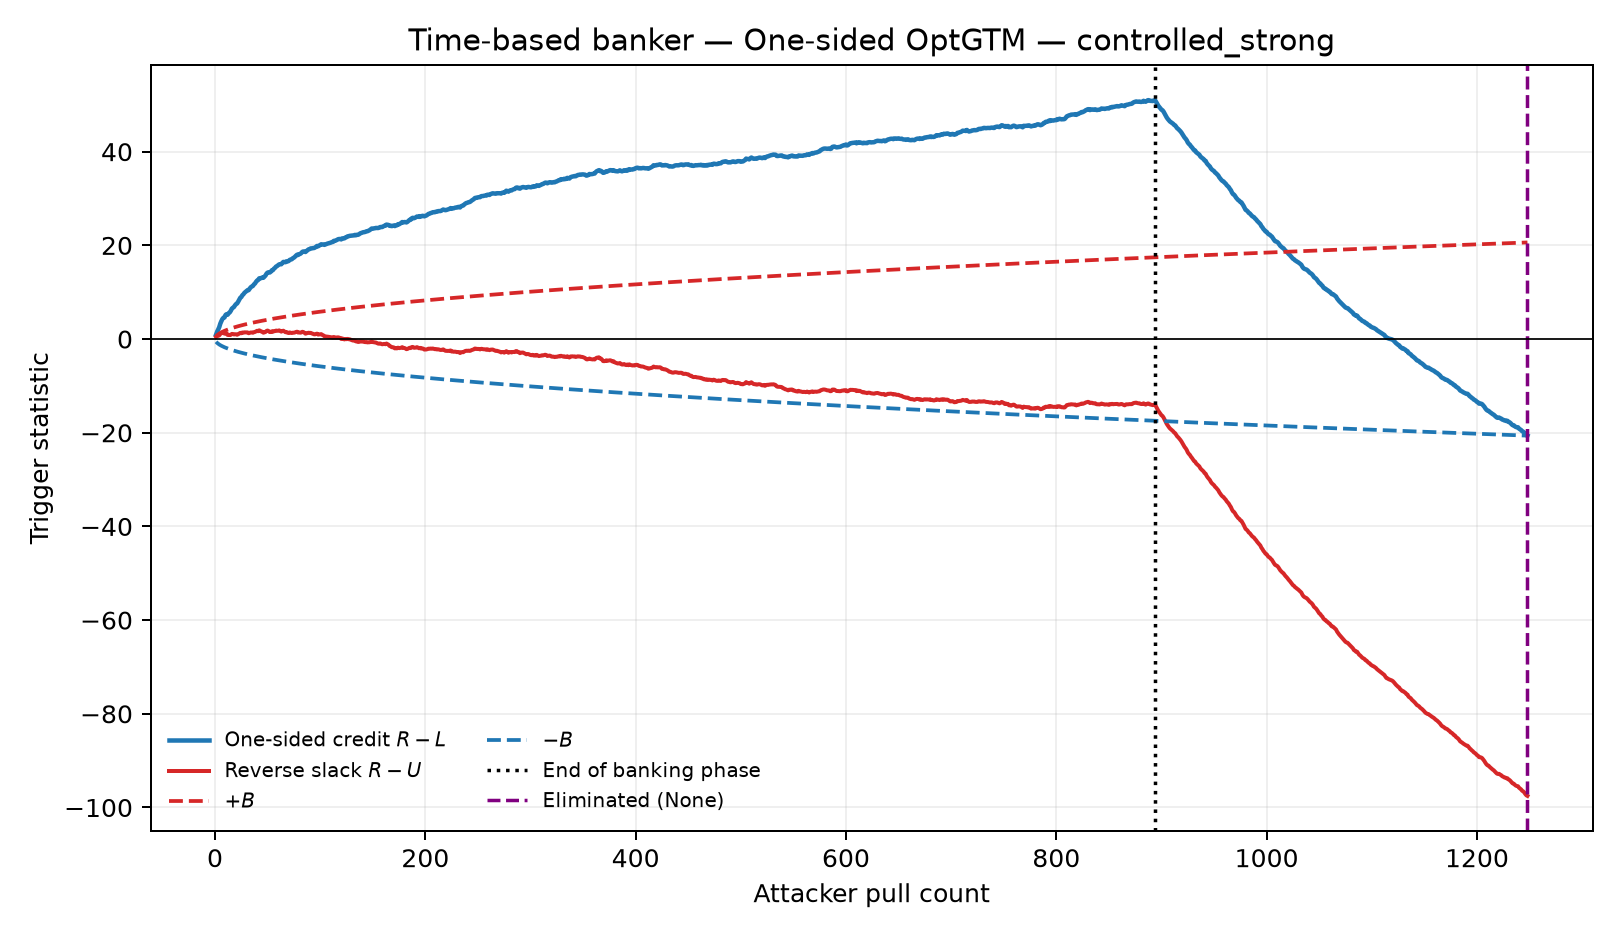 Time-based banker — One-sided OptGTM — controlled_strong
Trigger statistic
40
20
0
−20
−40
−60
−80
−100
One-sided credit R − L
Reverse slack R − U
+B
−B
End of banking phase
Eliminated (None)
0 200 400 600 800 1000 1200
Attacker pull count